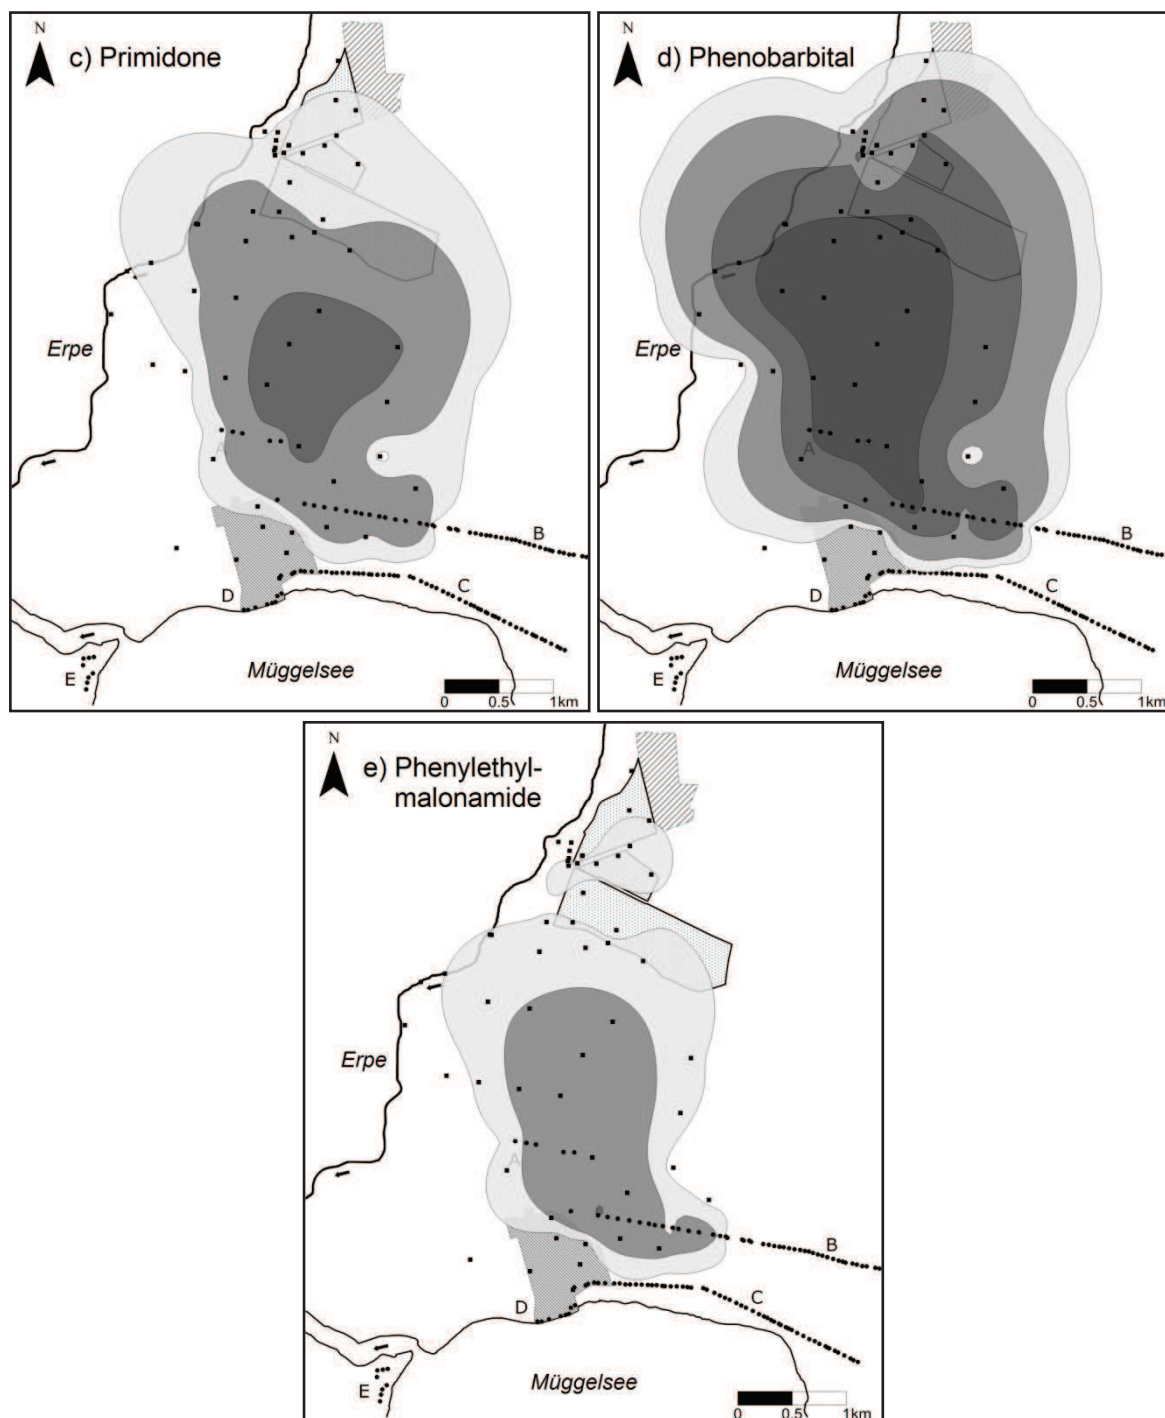 N
c) Primidone
Erpe
A
B
C
D
E
Müggelsee
0 0.5 1km
N
d) Phenobarbital
Erpe
A
B
C
D
E
Müggelsee
0 0.5 1km
N
e) Phenylethyl-
malonamide
Erpe
A
B
C
D
E
Müggelsee
0 0.5 1km